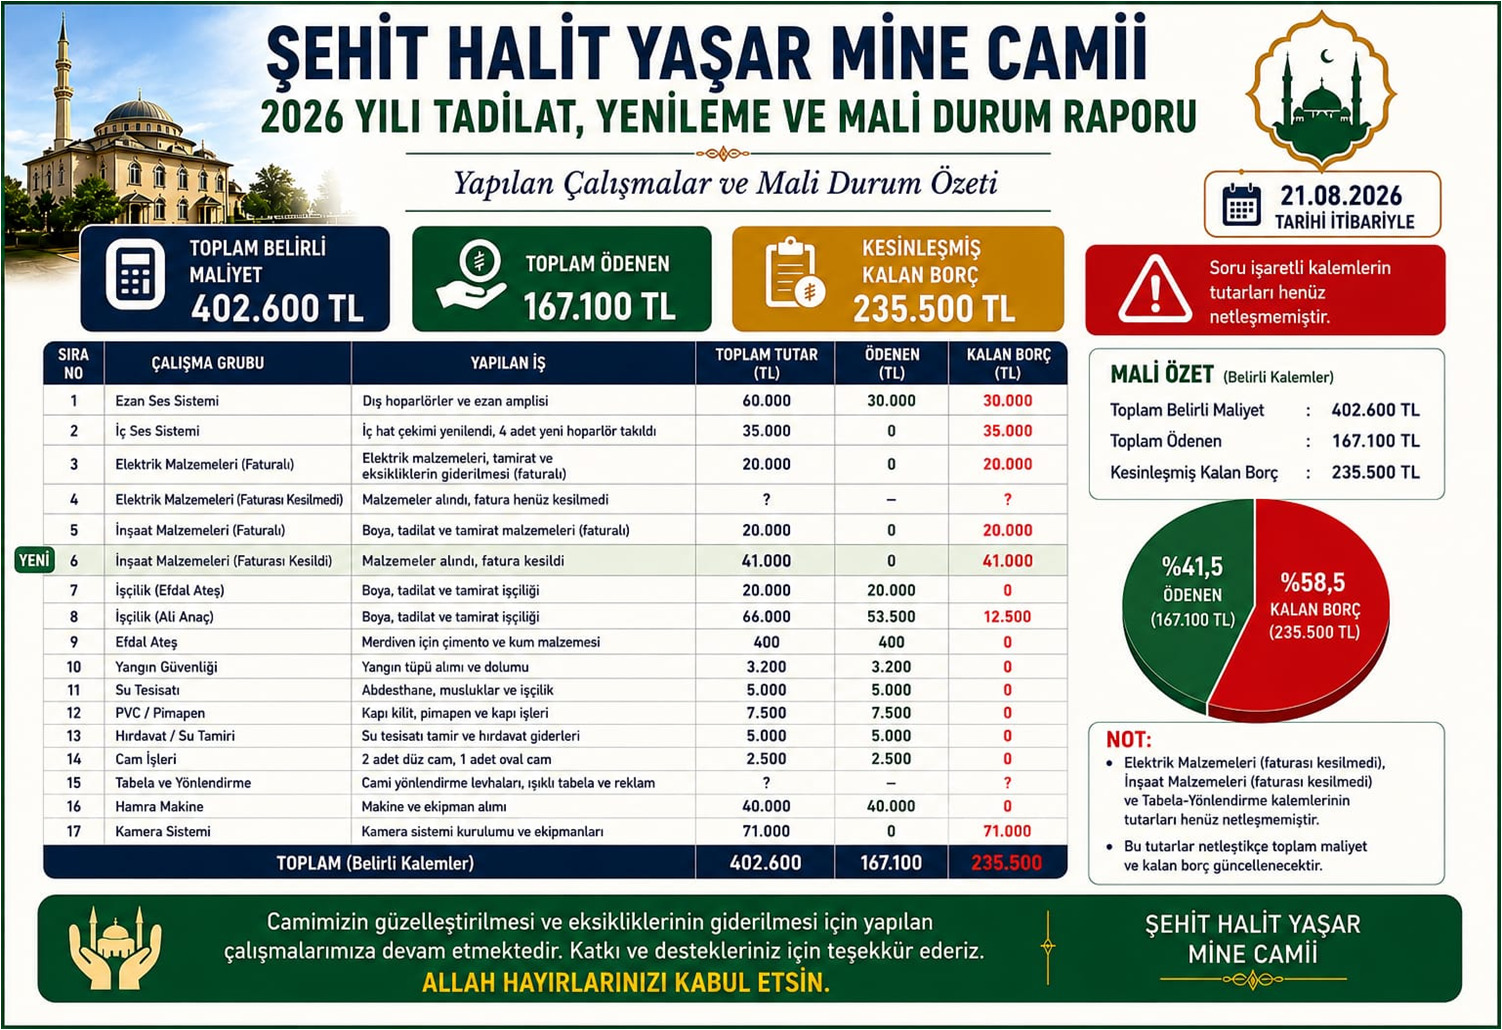 ŞEHİT HALİT YAŞAR MİNE CAMİİ
2026 YILI TADİLAT, YENİLEME VE MALİ DURUM RAPORU
Yapılan Çalışmalar ve Mali Durum Özeti
21.08.2026
TARİHİ İTİBARİYLE
TOPLAM BELİRLİ
MALİYET
402.600 TL
TOPLAM ÖDENEN
167.100 TL
KESİNLEŞMİŞ
KALAN BORÇ
235.500 TL
Soru işaretli kalemlerin
tutarları henüz
netleşmemiştir.
SIRA NO ÇALIŞMA GRUBU YAPILAN İŞ TOPLAM TUTAR (TL) ÖDENEN (TL) KALAN BORÇ (TL)
1 Ezan Ses Sistemi Dış hoparlörler ve ezan amplisi 60.000 30.000 30.000
2 İç Ses Sistemi İç hat çekimi yenilendi, 4 adet yeni hoparlör takıldı 35.000 0 35.000
3 Elektrik Malzemeleri (Faturalı) Elektrik malzemeleri, tamirat ve eksikliklerin giderilmesi (faturalı) 20.000 0 20.000
4 Elektrik Malzemeleri (Faturası Kesilmedi) Malzemeler alındı, fatura henüz kesilmedi ? – ?
5 İnşaat Malzemeleri (Faturalı) Boya, tadilat ve tamirat malzemeleri (faturalı) 20.000 0 20.000
YENİ 6 İnşaat Malzemeleri (Faturası Kesildi) Malzemeler alındı, fatura kesildi 41.000 0 41.000
7 İşçilik (Efdal Ateş) Boya, tadilat ve tamirat işçiliği 20.000 20.000 0
8 İşçilik (Ali Anaç) Boya, tadilat ve tamirat işçiliği 66.000 53.500 12.500
9 Efdal Ateş Merdiven için çimento ve kum malzemesi 400 400 0
10 Yangın Güvenliği Yangın tüpü alımı ve dolumu 3.200 3.200 0
11 Su Tesisatı Abdesthane, musluklar ve işçilik 5.000 5.000 0
12 PVC / Pimapen Kapı kilit, pimapen ve kapı işleri 7.500 7.500 0
13 Hırdavat / Su Tamiri Su tesisatı tamir ve hırdavat giderleri 5.000 5.000 0
14 Cam İşleri 2 adet düz cam, 1 adet oval cam 2.500 2.500 0
15 Tabela ve Yönlendirme Cami yönlendirme levhaları, ışıklı tabela ve reklam ? – ?
16 Hamra Makine Makine ve ekipman alımı 40.000 40.000 0
17 Kamera Sistemi Kamera sistemi kurulumu ve ekipmanları 71.000 0 71.000
TOPLAM (Belirli Kalemler) 402.600 167.100 235.500
MALİ ÖZET (Belirli Kalemler)
Toplam Belirli Maliyet : 402.600 TL
Toplam Ödenen : 167.100 TL
Kesinleşmiş Kalan Borç : 235.500 TL
%41,5
ÖDENEN
(167.100 TL)
%58,5
KALAN BORÇ
(235.500 TL)
NOT:
• Elektrik Malzemeleri (faturası kesilmedi),
İnşaat Malzemeleri (faturası kesilmedi)
ve Tabela-Yönlendirme kalemlerinin
tutarları henüz netleşmemiştir.
• Bu tutarlar netleştikçe toplam maliyet
ve kalan borç güncellenecektir.
Camimizin güzelleştirilmesi ve eksikliklerinin giderilmesi için yapılan
çalışmalarımıza devam etmektedir. Katkı ve destekleriniz için teşekkür ederiz.
ALLAH HAYIRLARINIZI KABUL ETSİN.
ŞEHİT HALİT YAŞAR
MİNE CAMİİ